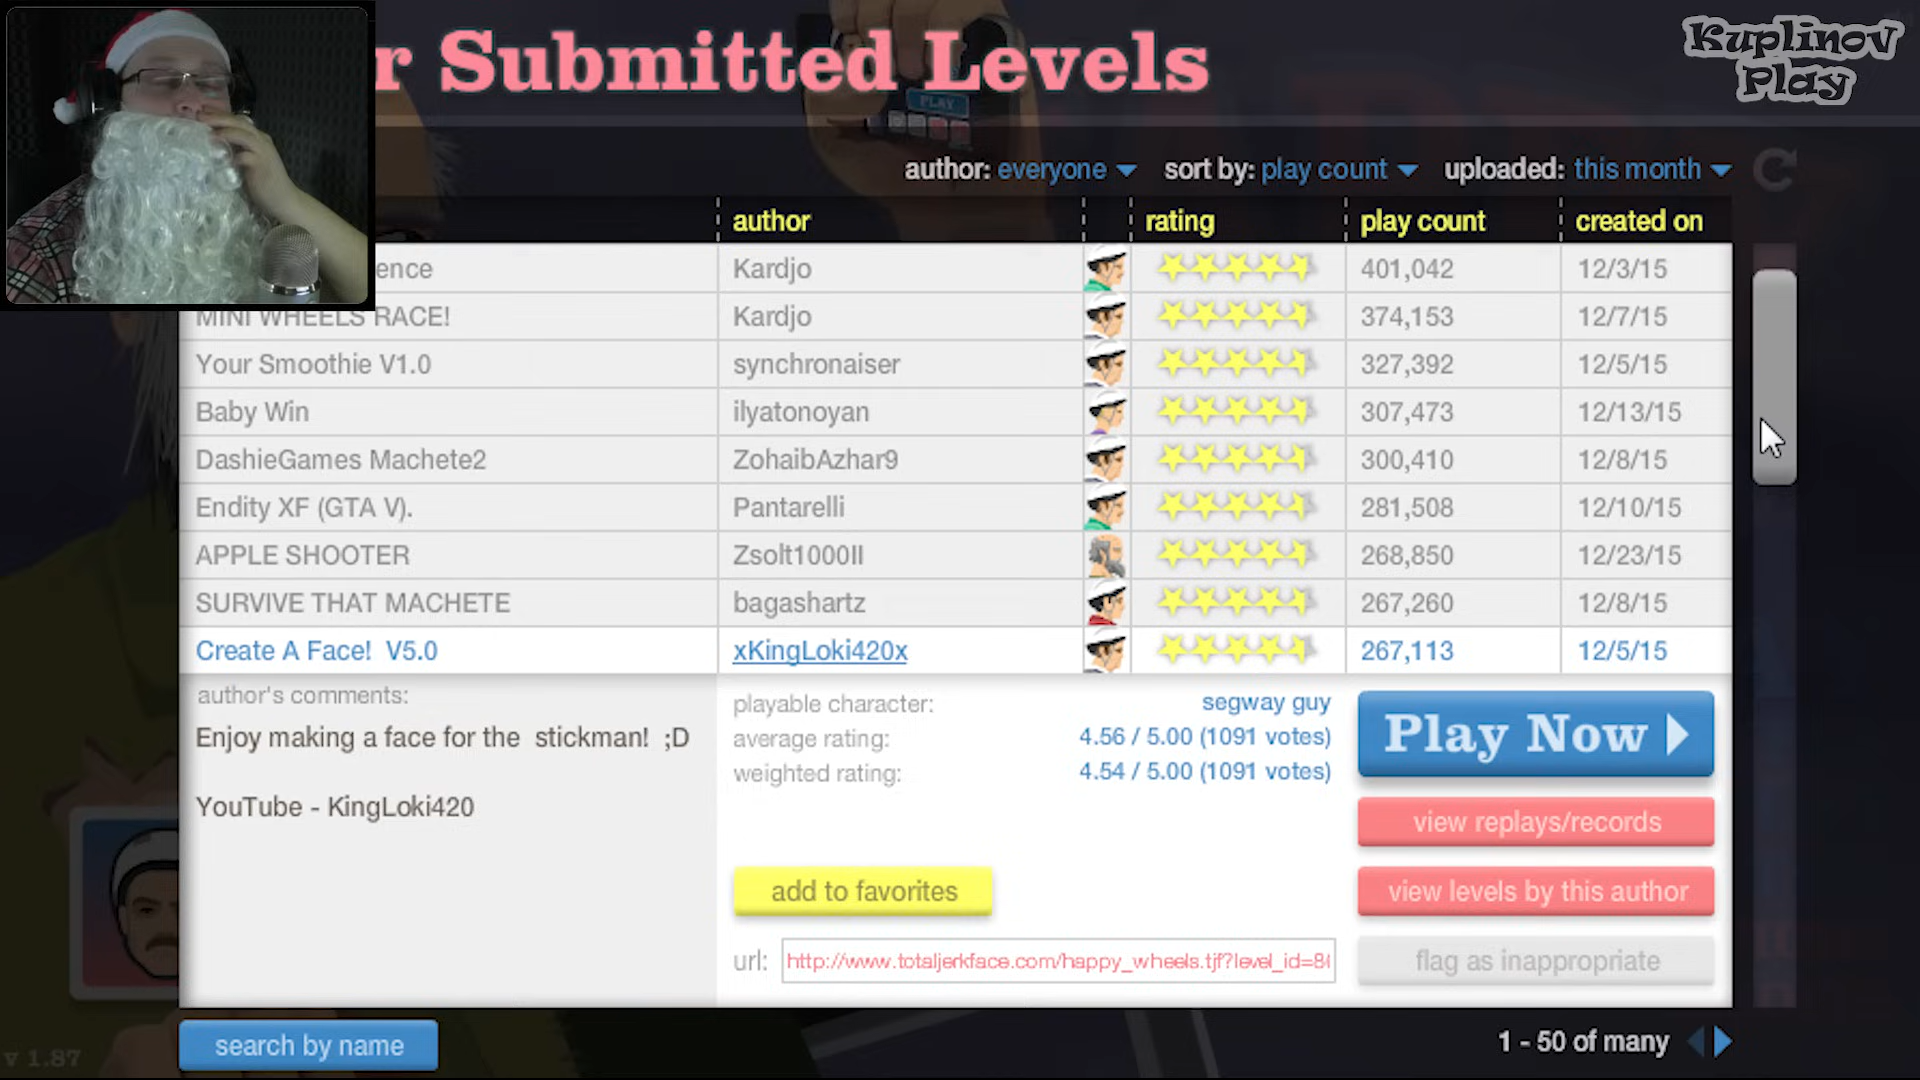 r Submitted Levels
Kuplinov
Play
PLAY
author: everyone sort by: play count uploaded: this month
author rating play count created on
ence Kardjo 401,042 12/3/15
MINI WHEELS RACE! Kardjo 374,153 12/7/15
Your Smoothie V1.0 synchronaiser 327,392 12/5/15
Baby Win ilyatonoyan 307,473 12/13/15
DashieGames Machete2 ZohaibAzhar9 300,410 12/8/15
Endity XF (GTA V). Pantarelli 281,508 12/10/15
APPLE SHOOTER Zsolt1000II 268,850 12/23/15
SURVIVE THAT MACHETE bagashartz 267,260 12/8/15
Create A Face! V5.0 xKingLoki420x 267,113 12/5/15
author's comments:
Enjoy making a face for the stickman! ;D
YouTube - KingLoki420
playable character: segway guy
average rating: 4.56 / 5.00 (1091 votes)
weighted rating: 4.54 / 5.00 (1091 votes)
Play Now
view replays/records
add to favorites
view levels by this author
url: http://www.totaljerkface.com/happy_wheels.tjf?level_id=8
flag as inappropriate
search by name
1 - 50 of many
v 1.87